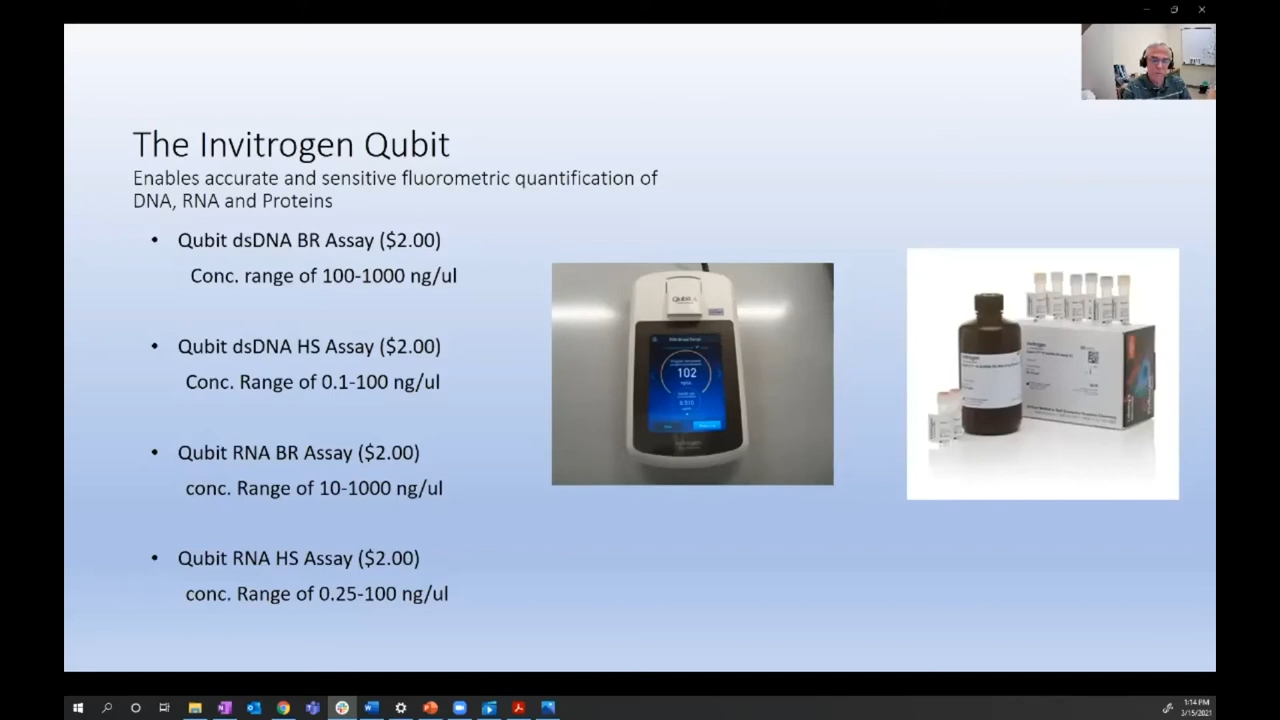 The Invitrogen Qubit
Enables accurate and sensitive fluorometric quantification of
DNA, RNA and Proteins
• Qubit dsDNA BR Assay ($2.00)
Conc. range of 100-1000 ng/ul
• Qubit dsDNA HS Assay ($2.00)
Conc. Range of 0.1-100 ng/ul
• Qubit RNA BR Assay ($2.00)
conc. Range of 10-1000 ng/ul
• Qubit RNA HS Assay ($2.00)
conc. Range of 0.25-100 ng/ul
Qubit
102
invitrogen
1:14 PM
3/15/2021